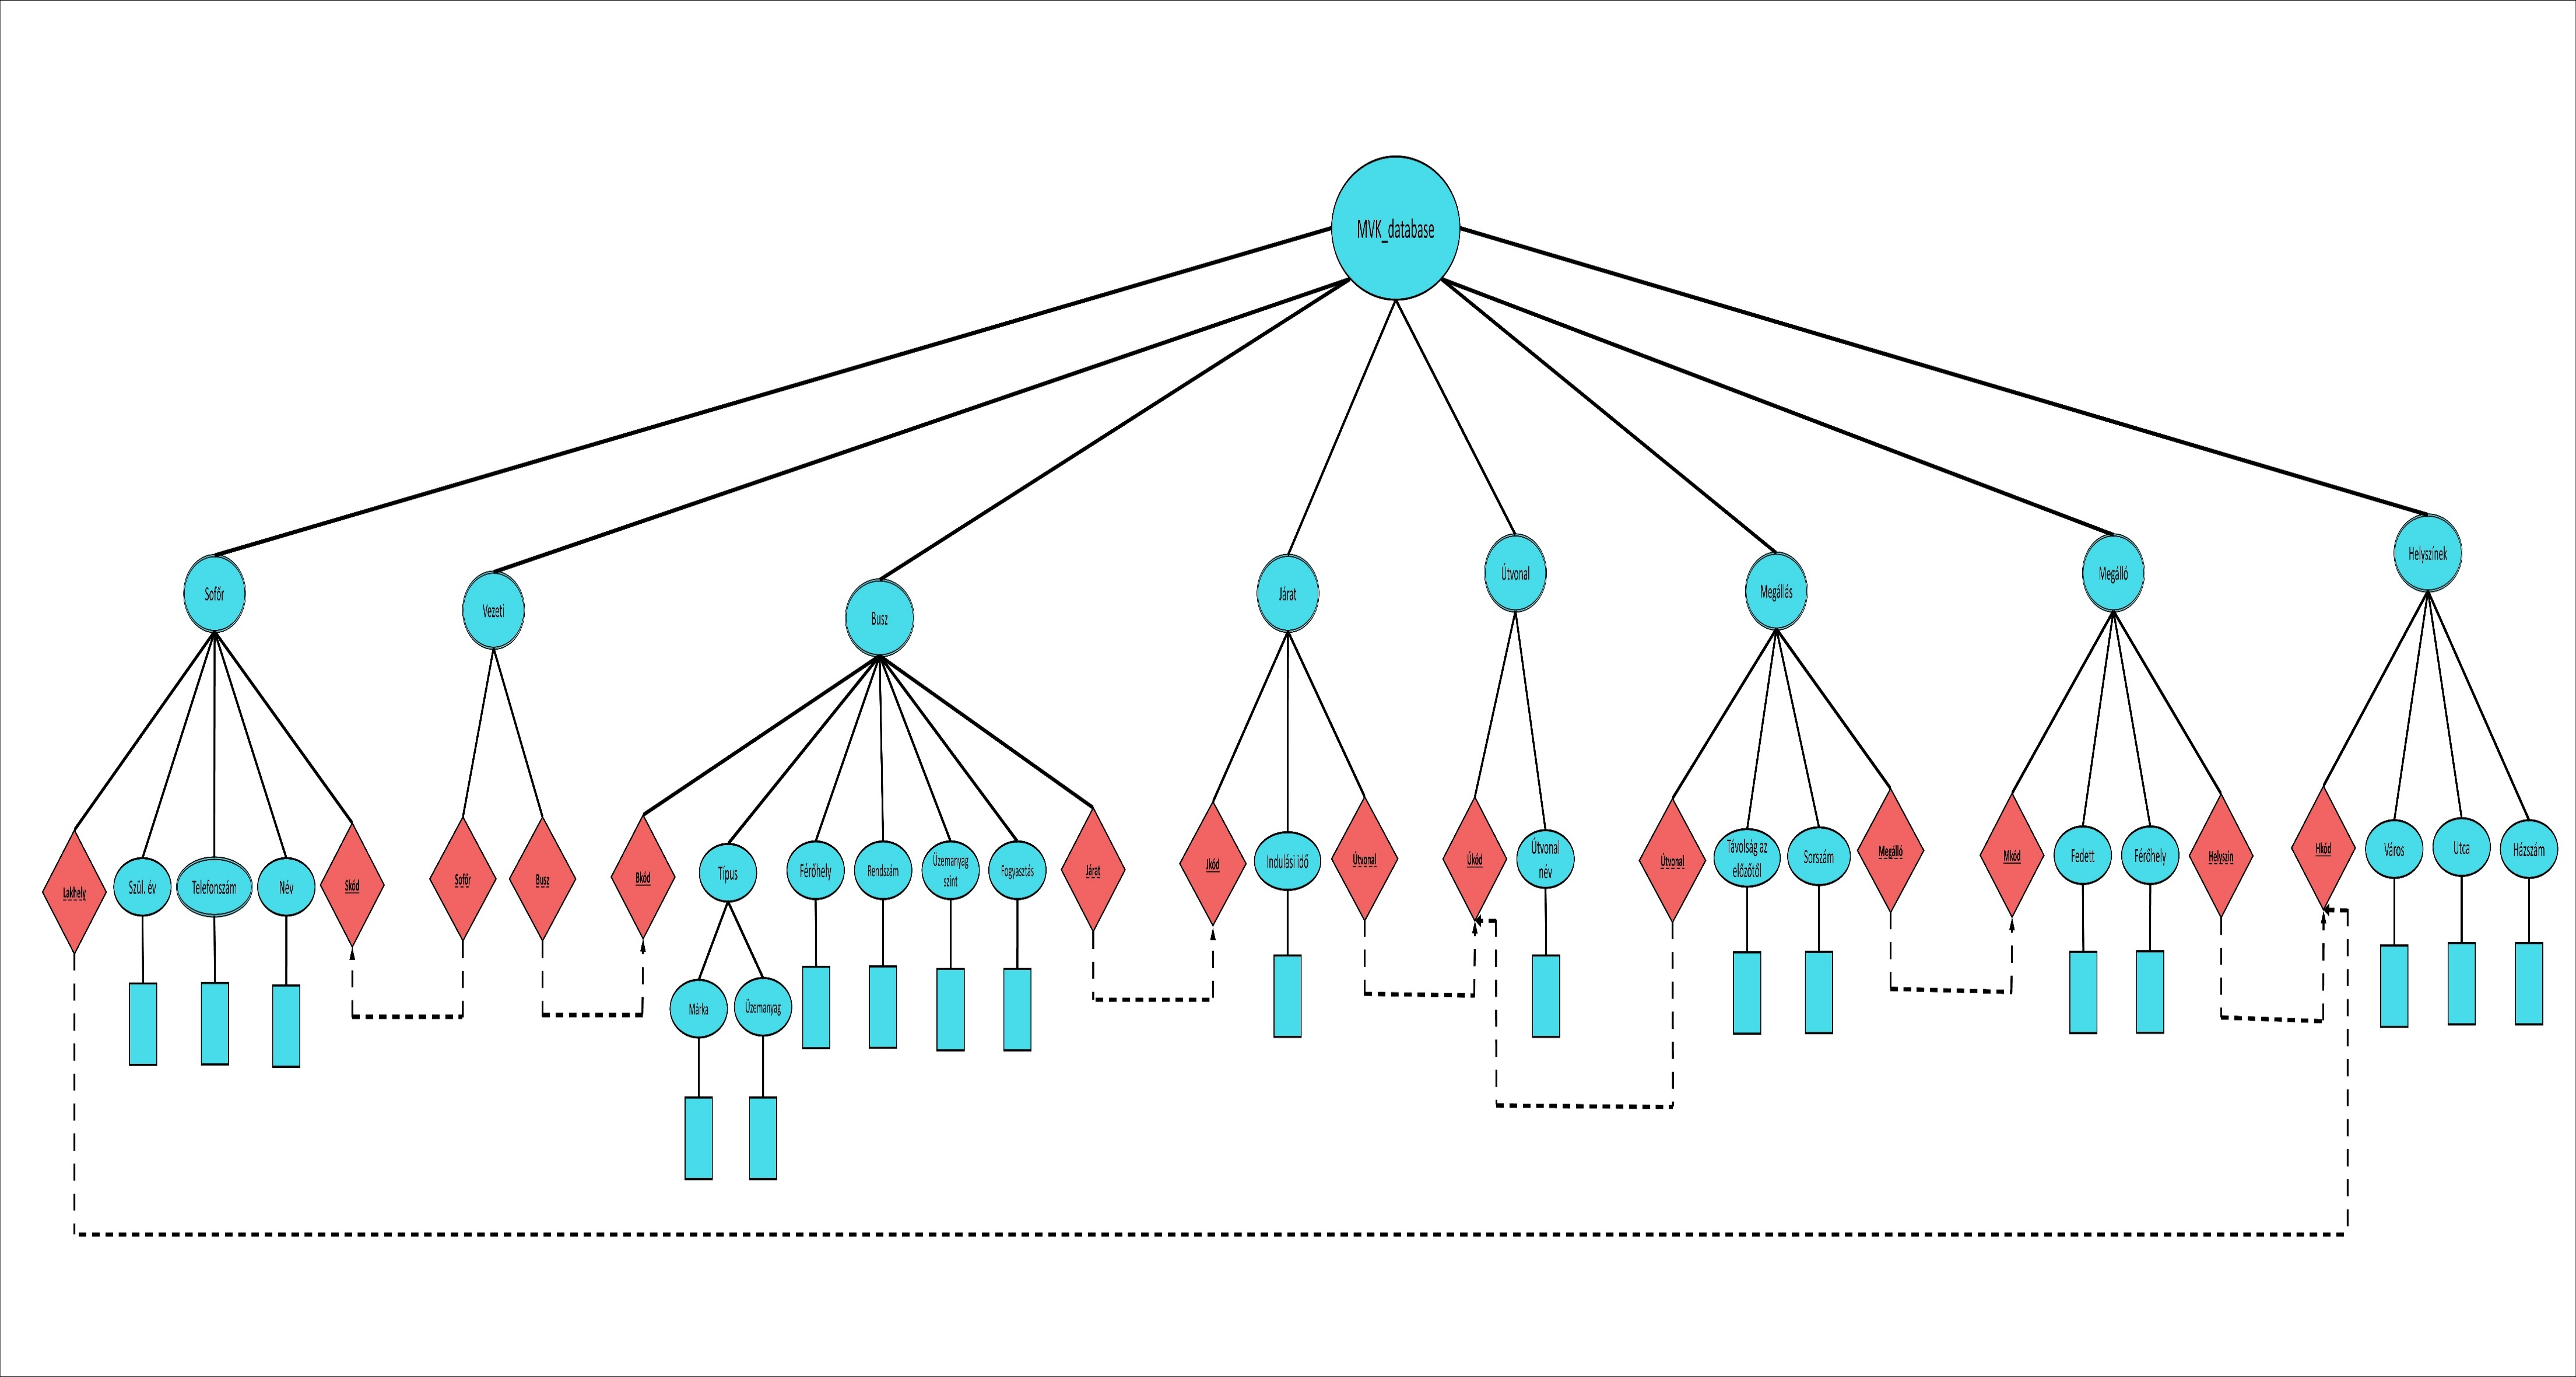 MVK_database
Sofőr
Vezeti
Busz
Járat
Útvonal
Megállás
Megálló
Helyszínek
Lakhely
Szül. év
Telefonszám
Név
Skód
Sofőr
Busz
Bkód
Típus
Férőhely
Rendszám
Üzemanyag
szint
Fogyasztás
Járat
Jkód
Indulási idő
Útvonal
Úkód
Útvonal
név
Útvonal
Távolság az
előzőtől
Sorszám
Megálló
Mkód
Fedett
Férőhely
Helyszín
Hkód
Város
Utca
Házszám
Márka
Üzemanyag